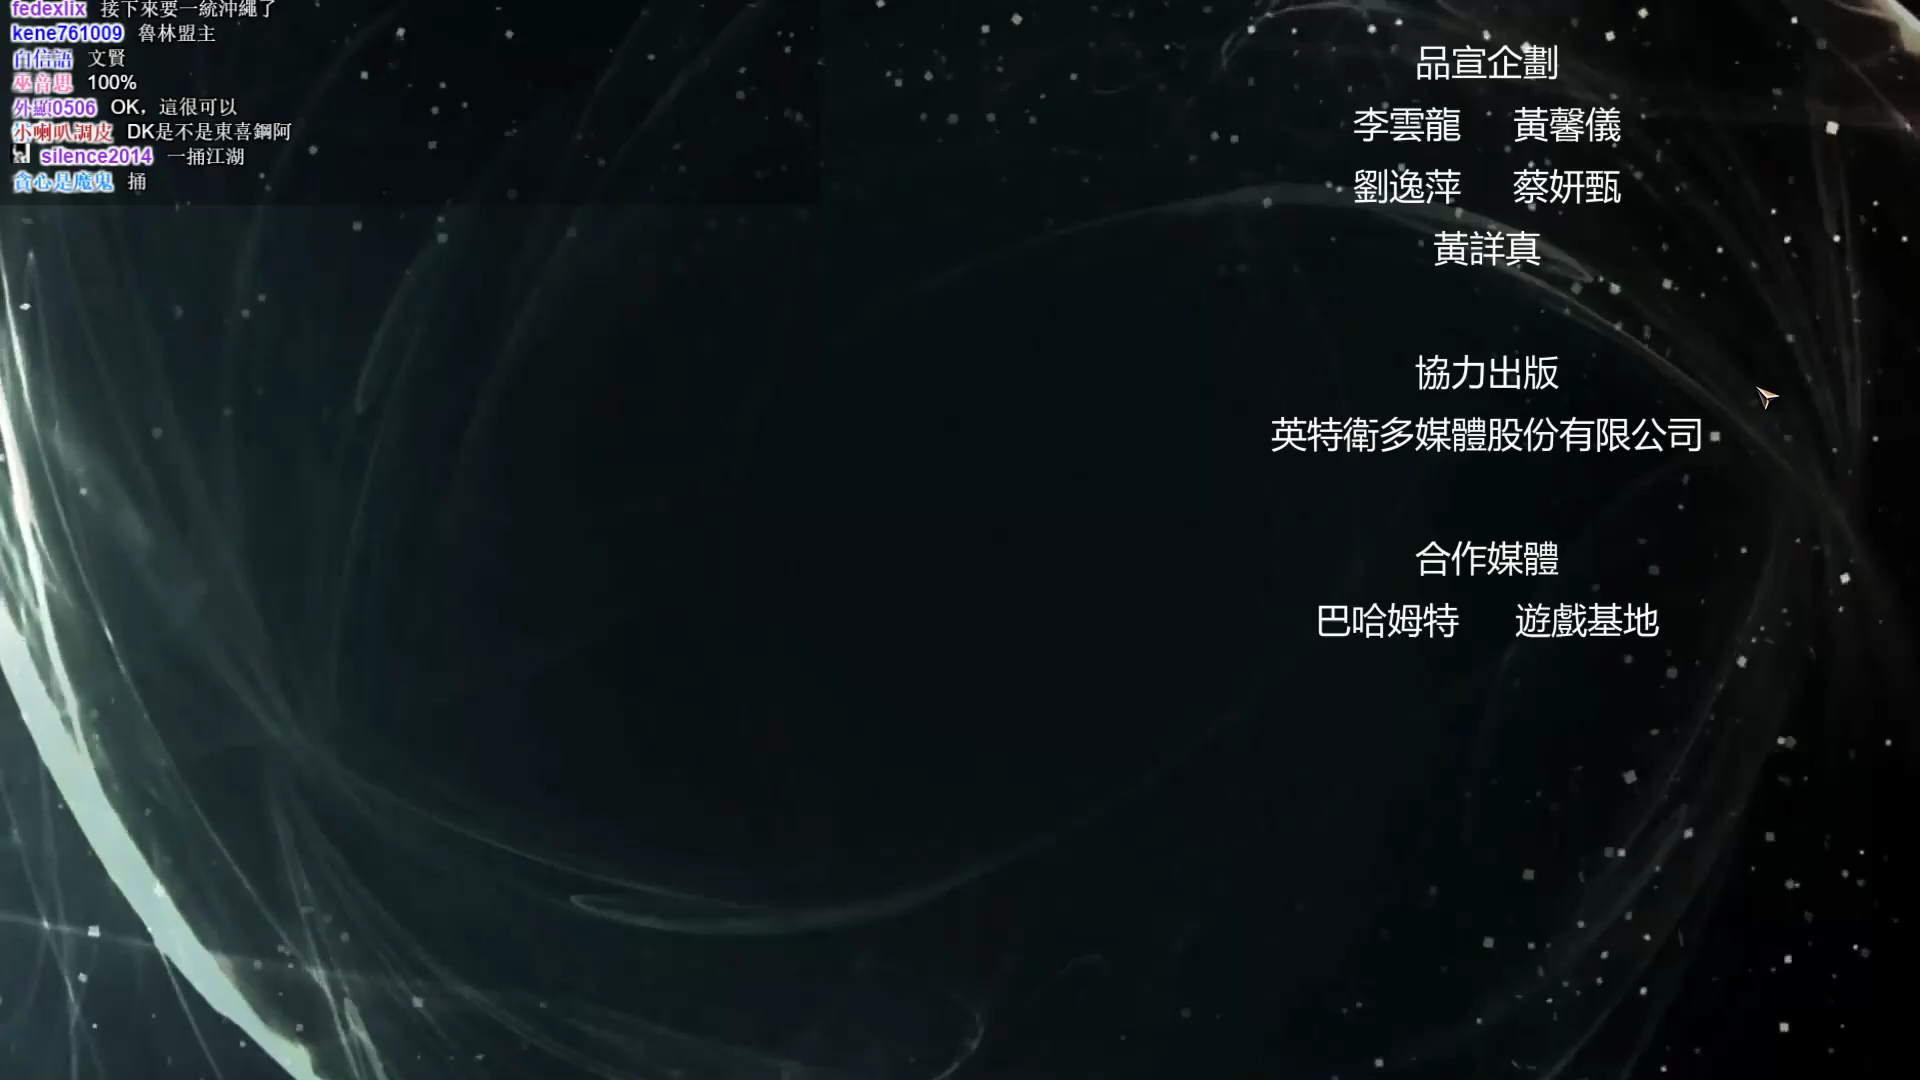 fedexlix 接下來要一統沖繩了
kene761009 魯林盟主
自信語 文賢
巫音思 100%
外顯0506 OK，這很可以
小喇叭調皮 DK是不是東喜鋼阿
silence2014 一捅江湖
貪心是魔鬼 捅
品宣企劃
李雲龍 黃馨儀
劉逸萍 蔡妍甄
黃詳真
協力出版
英特衛多媒體股份有限公司
合作媒體
巴哈姆特 遊戲基地